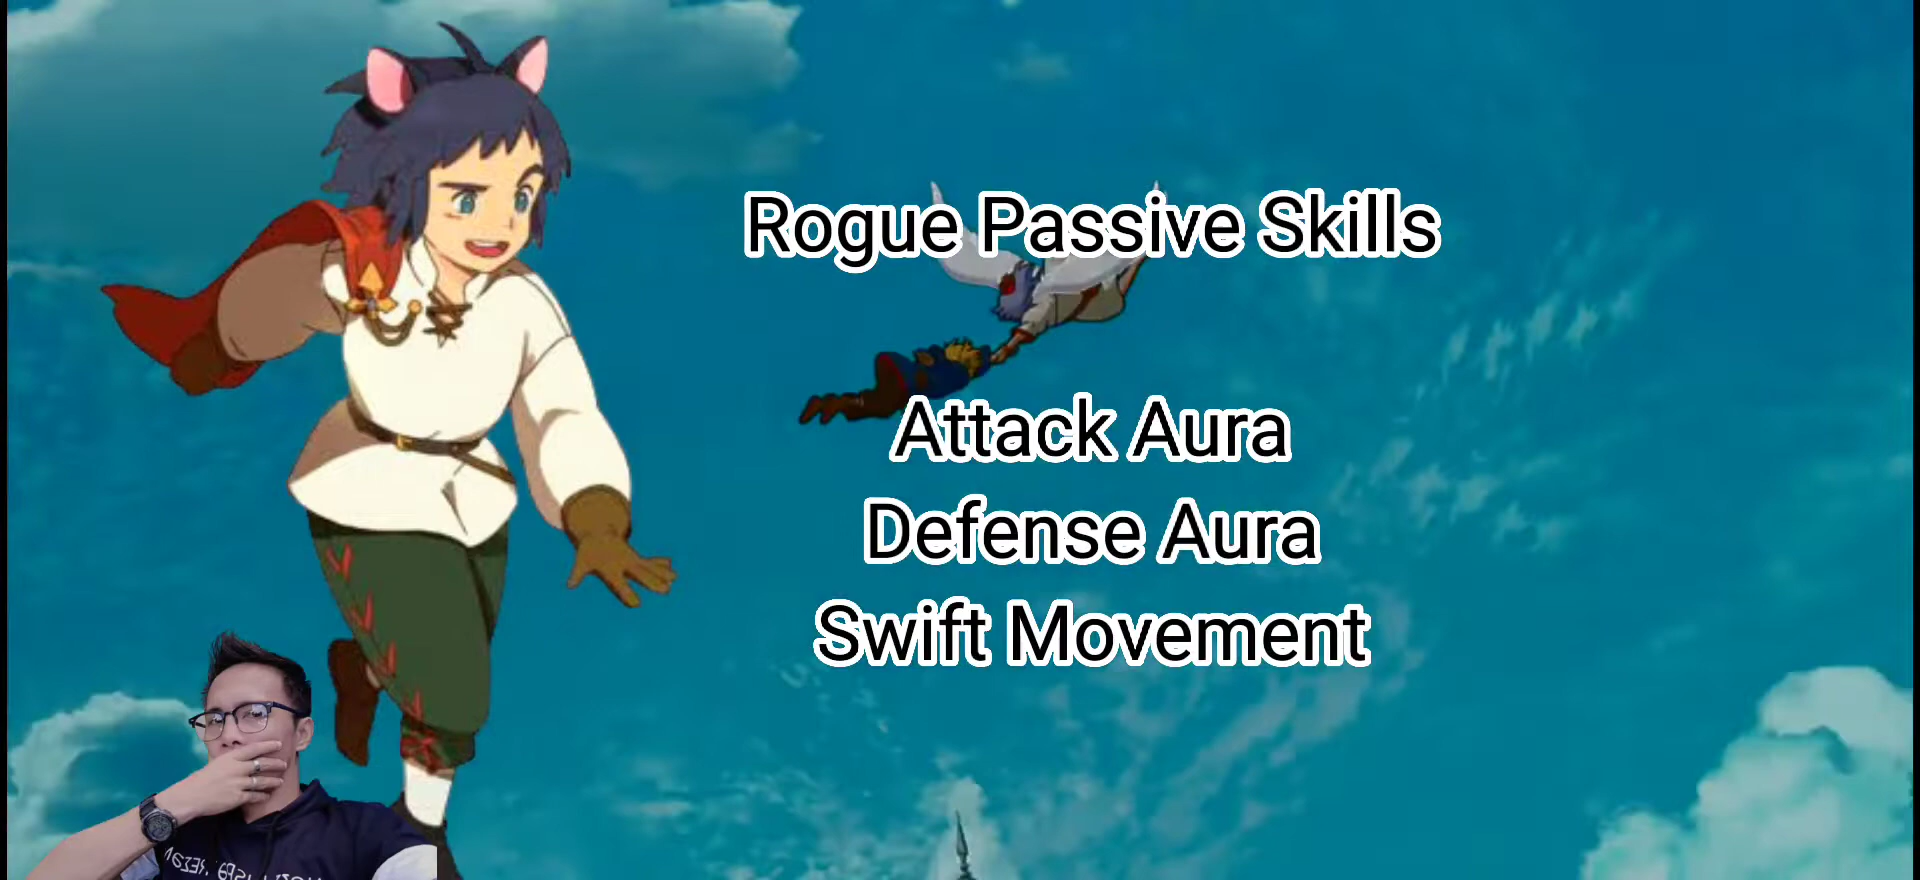 Rogue Passive Skills
Attack Aura
Defense Aura
Swift Movement